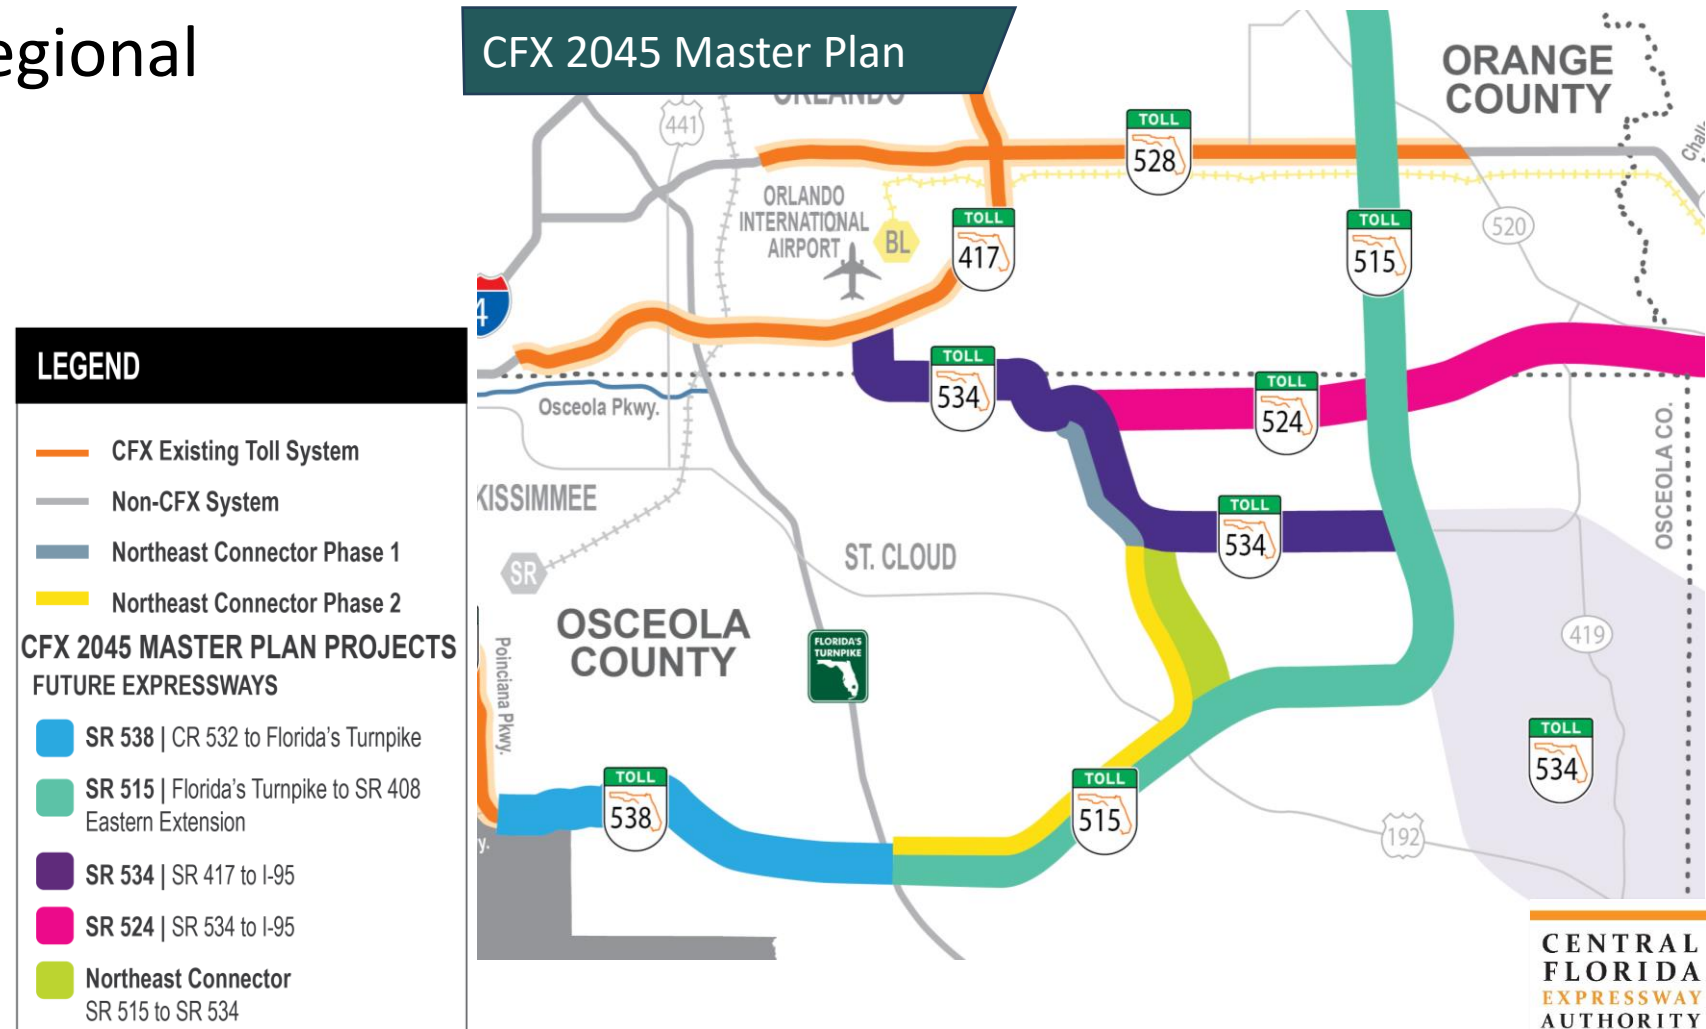 egional
CFX 2045 Master Plan
ORLANDO
ORANGE
COUNTY
441
TOLL
528
ORLANDO
INTERNATIONAL
AIRPORT
BL
TOLL
417
TOLL
515
520
4
TOLL
534
TOLL
524
Osceola Pkwy.
OSCEOLA CO.
KISSIMMEE
TOLL
534
SR
ST. CLOUD
OSCEOLA
COUNTY
FLORIDA'S
TURNPIKE
419
Poinciana Pkwy.
TOLL
534
TOLL
538
TOLL
515
192
y.
LEGEND
CFX Existing Toll System
Non-CFX System
Northeast Connector Phase 1
Northeast Connector Phase 2
CFX 2045 MASTER PLAN PROJECTS
FUTURE EXPRESSWAYS
SR 538 | CR 532 to Florida's Turnpike
SR 515 | Florida's Turnpike to SR 408
Eastern Extension
SR 534 | SR 417 to I-95
SR 524 | SR 534 to I-95
Northeast Connector
SR 515 to SR 534
CENTRAL
FLORIDA
EXPRESSWAY
AUTHORITY